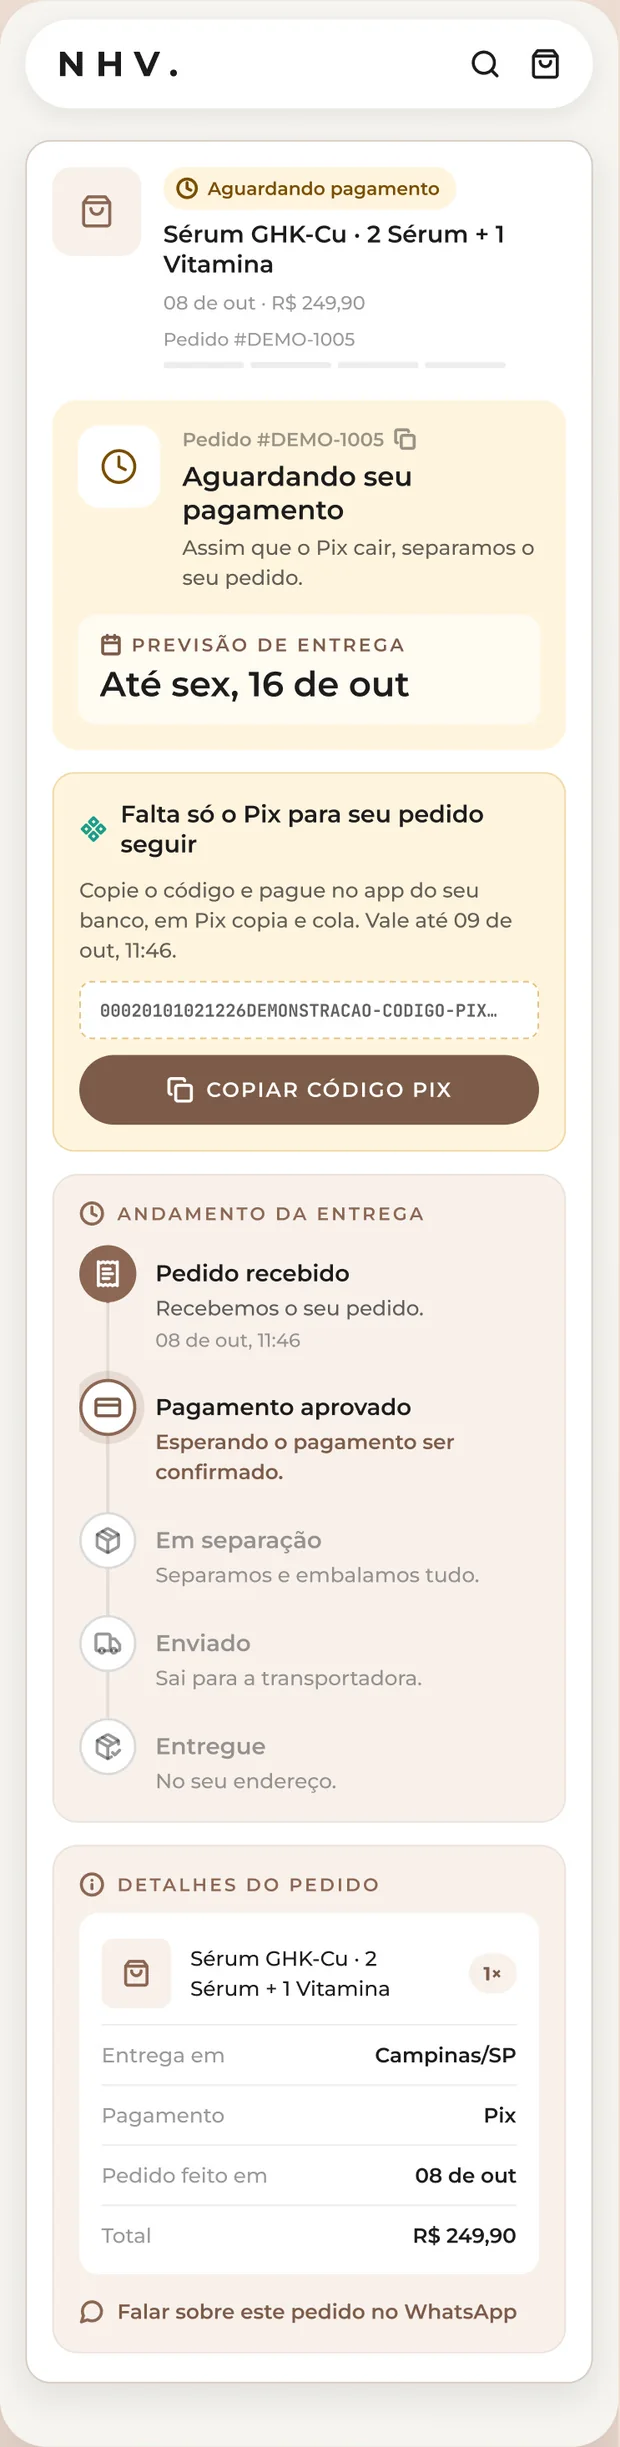 NHV.
Aguardando pagamento
Sérum GHK-Cu · 2 Sérum + 1
Vitamina
08 de out · R$ 249,90
Pedido #DEMO-1005
Pedido #DEMO-1005
Aguardando seu
pagamento
Assim que o Pix cair, separamos o
seu pedido.
PREVISÃO DE ENTREGA
Até sex, 16 de out
Falta só o Pix para seu pedido
seguir
Copie o código e pague no app do seu
banco, em Pix copia e cola. Vale até 09 de
out, 11:46.
00020101021226DEMONSTRACAO-CODIGO-PIX…
COPIAR CÓDIGO PIX
ANDAMENTO DA ENTREGA
Pedido recebido
Recebemos o seu pedido.
08 de out, 11:46
Pagamento aprovado
Esperando o pagamento ser
confirmado.
Em separação
Separamos e embalamos tudo.
Enviado
Sai para a transportadora.
Entregue
No seu endereço.
DETALHES DO PEDIDO
Sérum GHK-Cu · 2
Sérum + 1 Vitamina
1×
Entrega em Campinas/SP
Pagamento Pix
Pedido feito em 08 de out
Total R$ 249,90
Falar sobre este pedido no WhatsApp